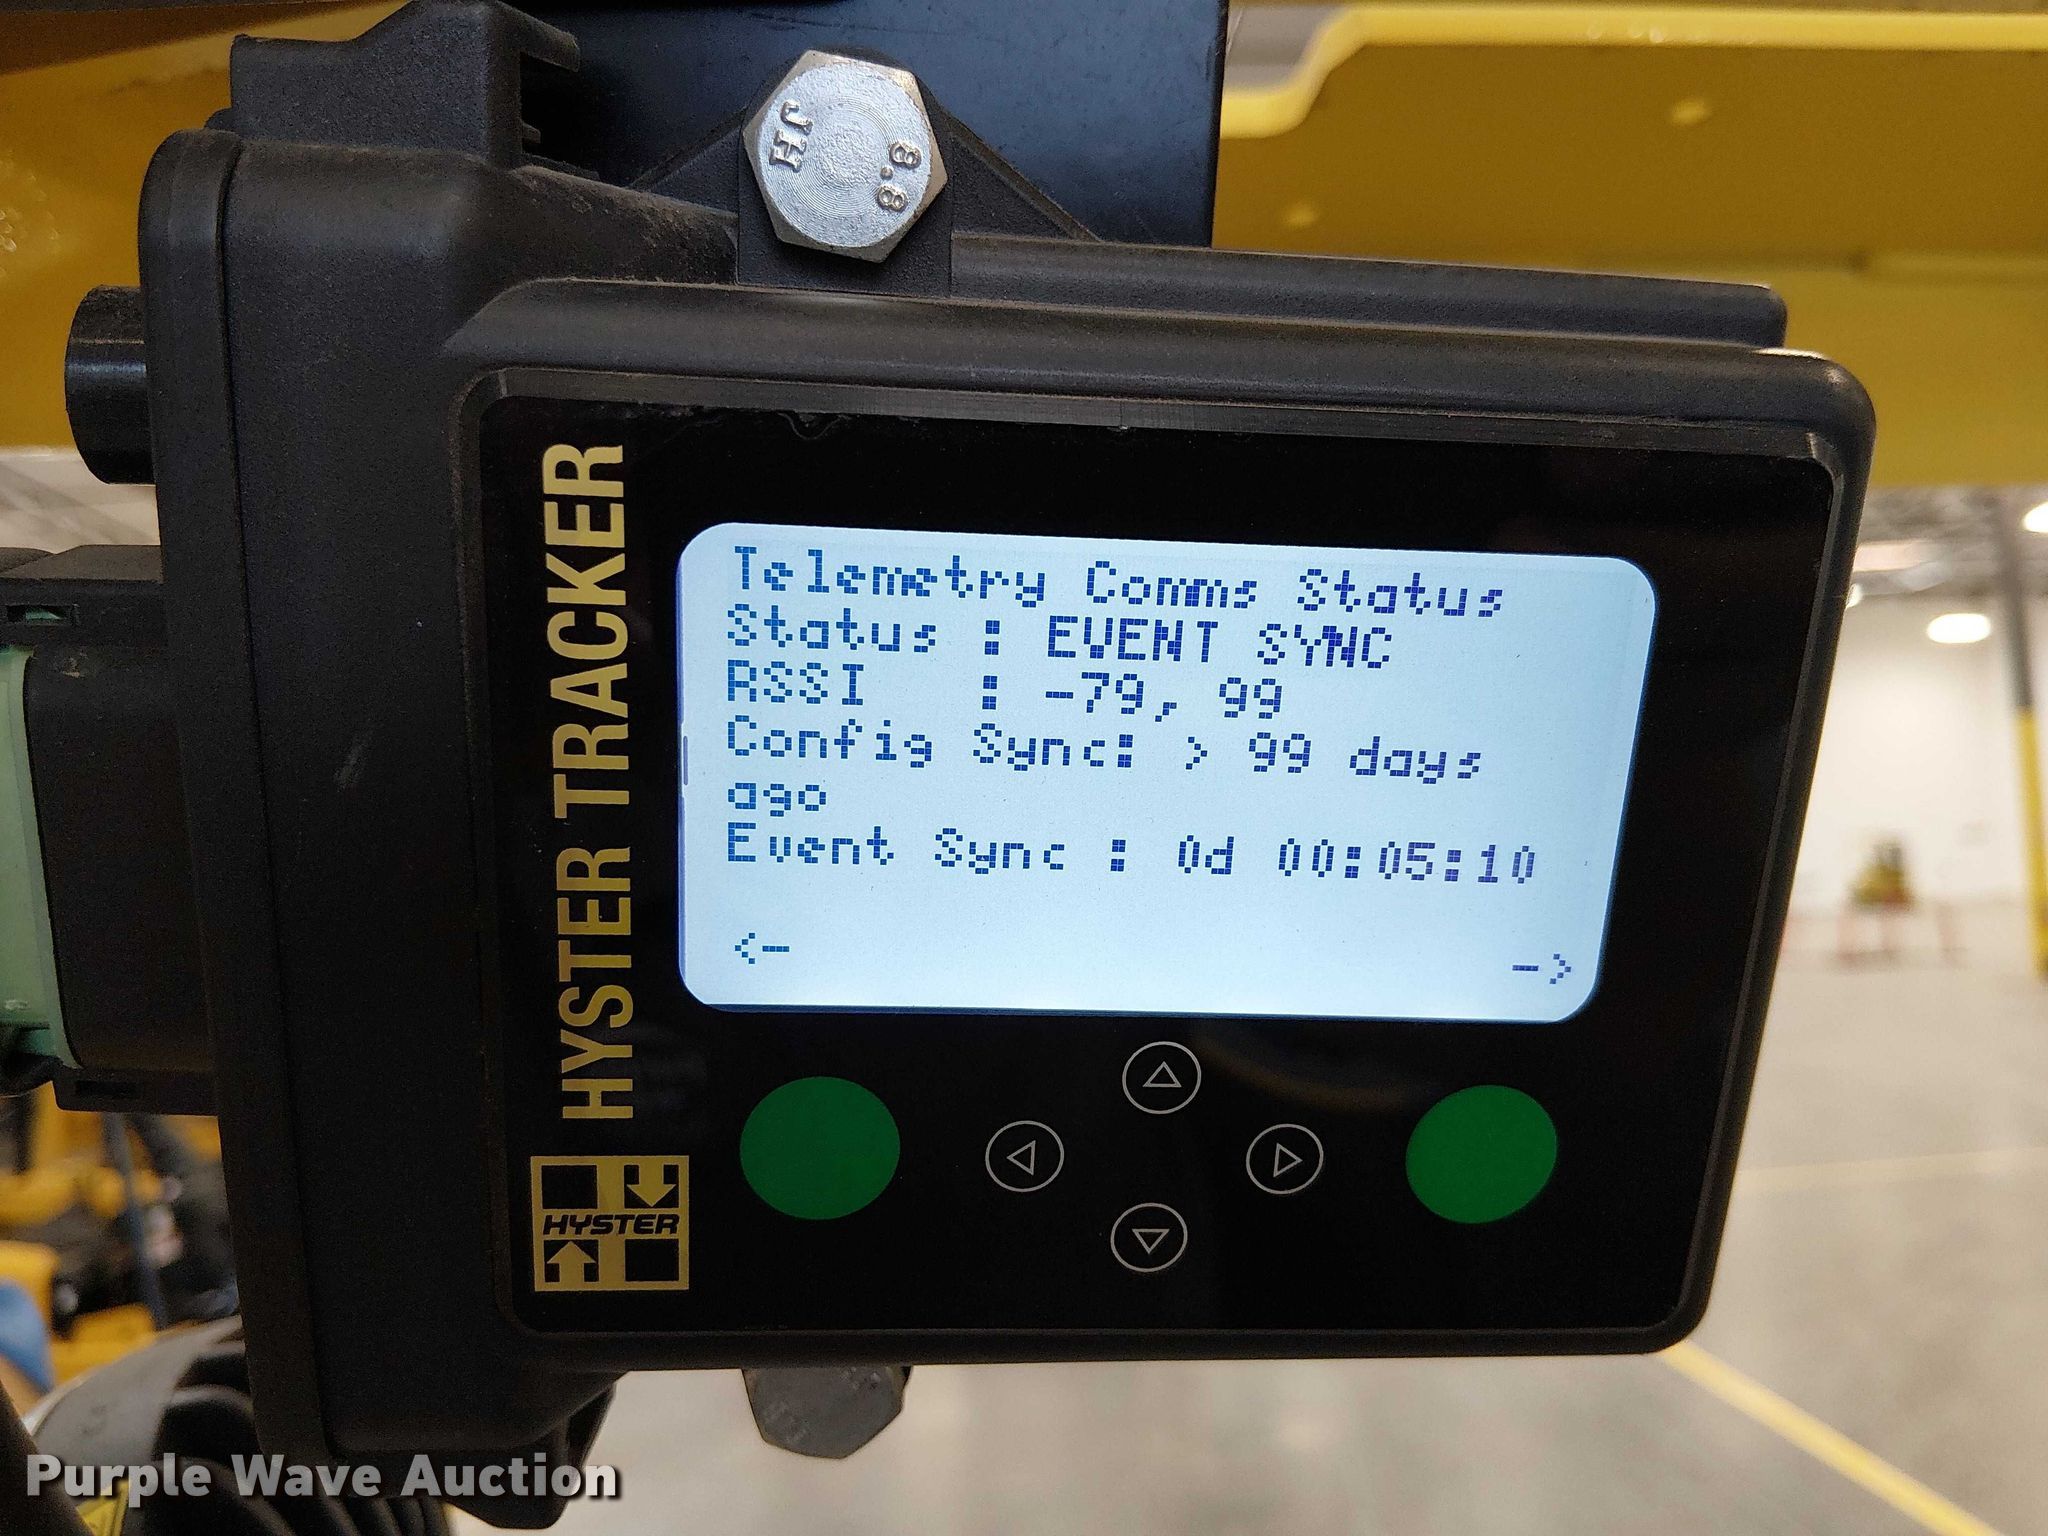 JH
8.8
HYSTER TRACKER
HYSTER
Telemetry Comms Status
Status : EVENT SYNC
RSSI : -79, 99
Config Sync: > 99 days
ago
Event Sync : 0d 00:05:10
<- ->
Purple Wave Auction